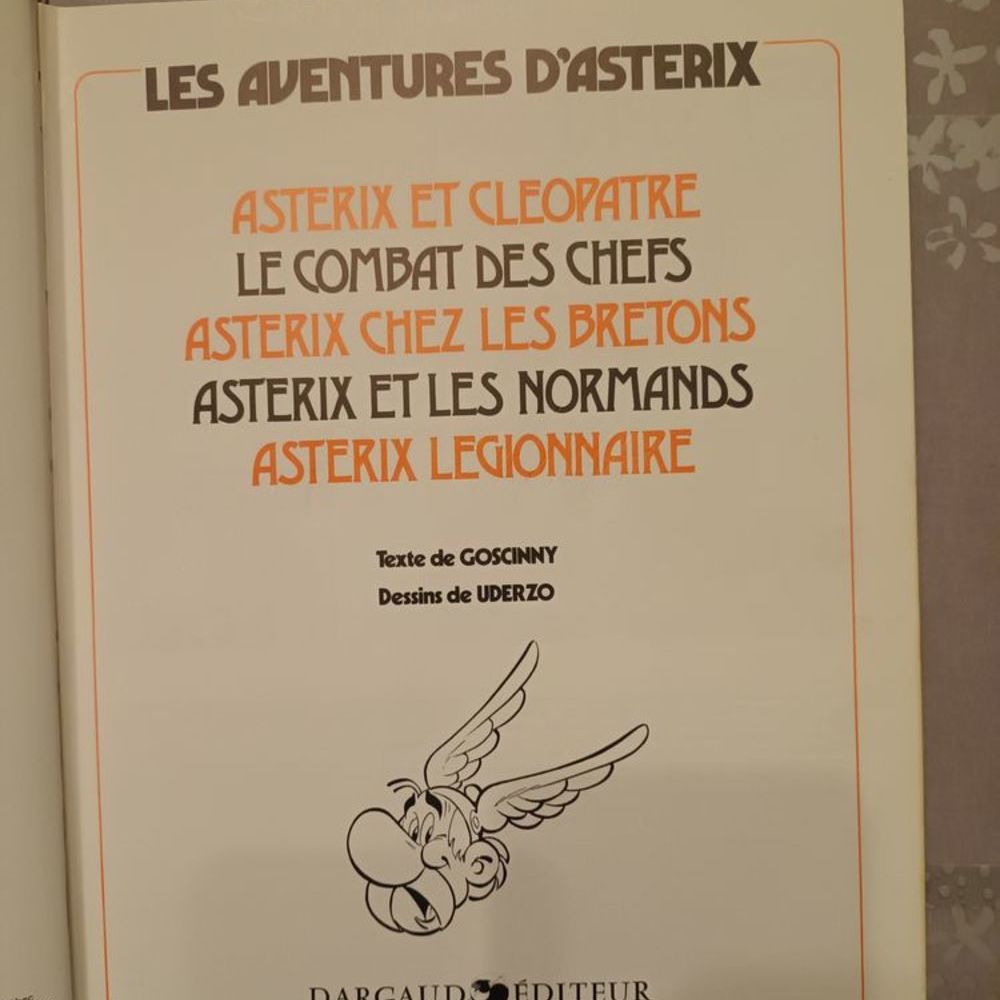 LES AVENTURES D'ASTERIX
ASTERIX ET CLEOPATRE
LE COMBAT DES CHEFS
ASTERIX CHEZ LES BRETONS
ASTERIX ET LES NORMANDS
ASTERIX LEGIONNAIRE
Texte de GOSCINNY
Dessins de UDERZO
DARGAUD ÉDITEUR